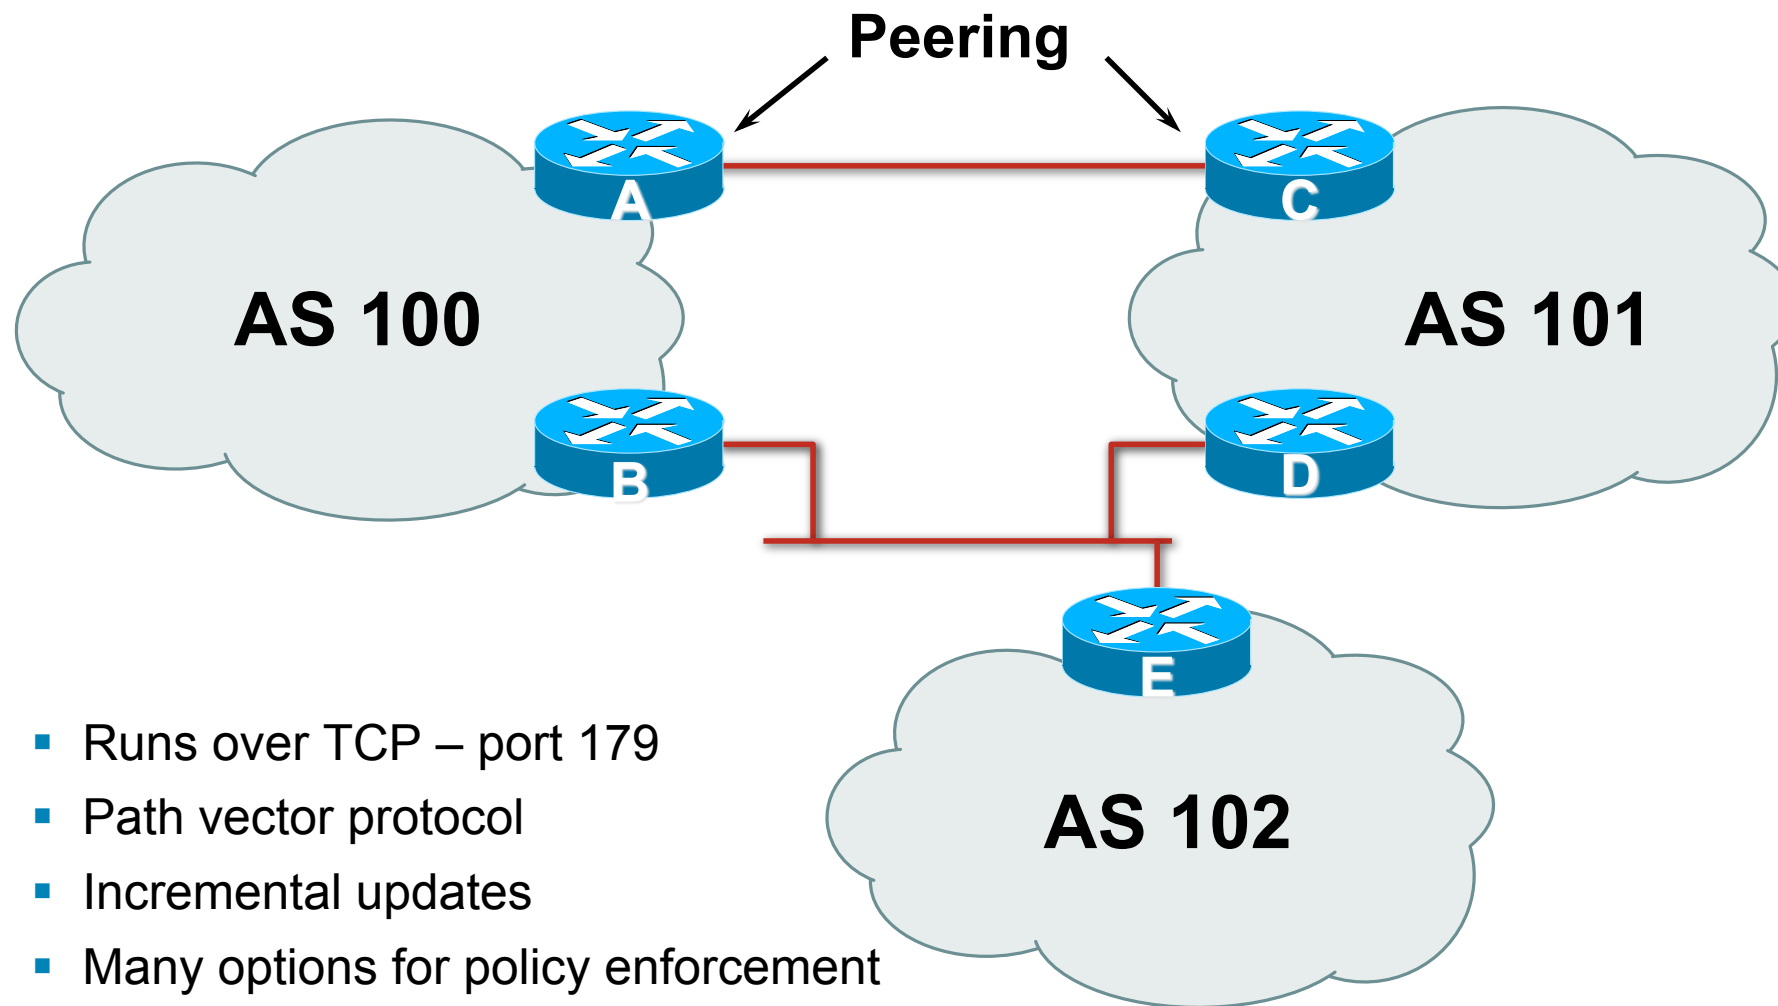 Peering
A
C
AS 100
AS 101
B
D
E
AS 102
▪ Runs over TCP – port 179
▪ Path vector protocol
▪ Incremental updates
▪ Many options for policy enforcement